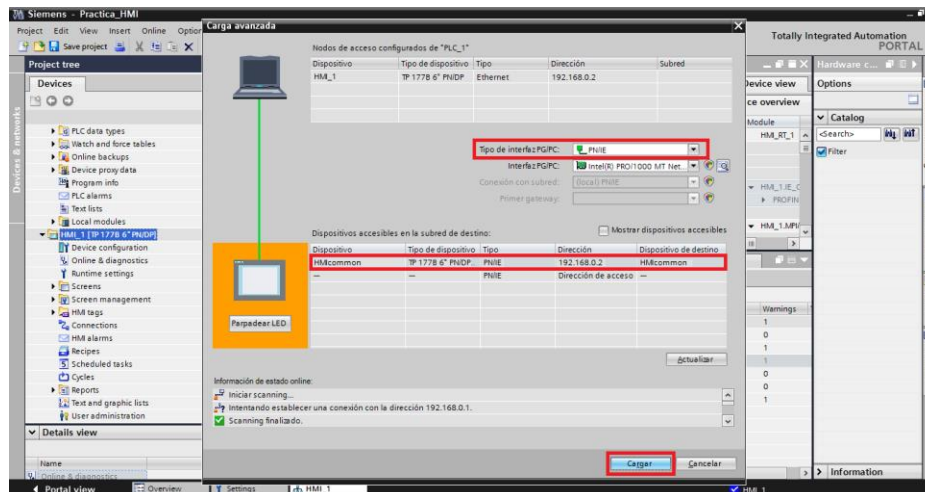 Siemens - Practica_HMI
Project Edit View Insert Online Option
Save project
Totally Integrated Automation
PORTAL
Project tree
Devices
Devices & networks
PLC data types
Watch and force tables
Online backups
Device proxy data
Program info
PLC alarms
Text lists
Local modules
HMI_1 [TP 177B 6" PN/DP]
Device configuration
Online & diagnostics
Runtime settings
Screens
Screen management
HMI tags
Connections
HMI alarms
Recipes
Scheduled tasks
Cycles
Reports
Text and graphic lists
User administration
Details view
Name
Online & diagnostics
Carga avanzada
Nodos de acceso configurados de "PLC_1"
Dispositivo Tipo de dispositivo Tipo Dirección Subred
HMI_1 TP 177B 6" PN/DP Ethernet 192.168.0.2
Tipo de interfaz PG/PC: PN/IE
Interfaz PG/PC: Intel(R) PRO/1000 MT Net...
Conexión con subred: (local) PN/IE
Primer gateway:
Dispositivos accesibles en la subred de destino: Mostrar dispositivos accesibles
Dispositivo Tipo de dispositivo Tipo Dirección Dispositivo de destino
HMIcommon TP 177B 6" PN/DP.. PN/IE 192.168.0.2 HMIcommon
— — PN/IE Dirección de acceso —
Parpadear LED
Actualizar
Información de estado online:
Iniciar scanning...
Intentando establecer una conexión con la dirección 192.168.0.1.
Scanning finalizado.
Cargar Cancelar
Device view
ce overview
Module
HMI_RT_1
HMI_1.IE_C
PROFIN
HMI_1.MPI/
Warnings
1
0
1
1
0
0
1
Hardware c...
Options
Catalog
<Search>
Filter
Information
Portal view Overview Settings HMI_1 HMI_1